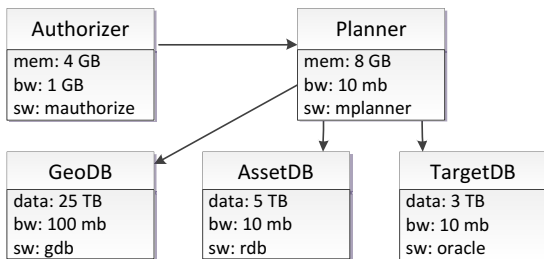 Authorizer
mem: 4 GB
bw: 1 GB
sw: mauthorize
Planner
mem: 8 GB
bw: 10 mb
sw: mplanner
GeoDB
data: 25 TB
bw: 100 mb
sw: gdb
AssetDB
data: 5 TB
bw: 10 mb
sw: rdb
TargetDB
data: 3 TB
bw: 10 mb
sw: oracle